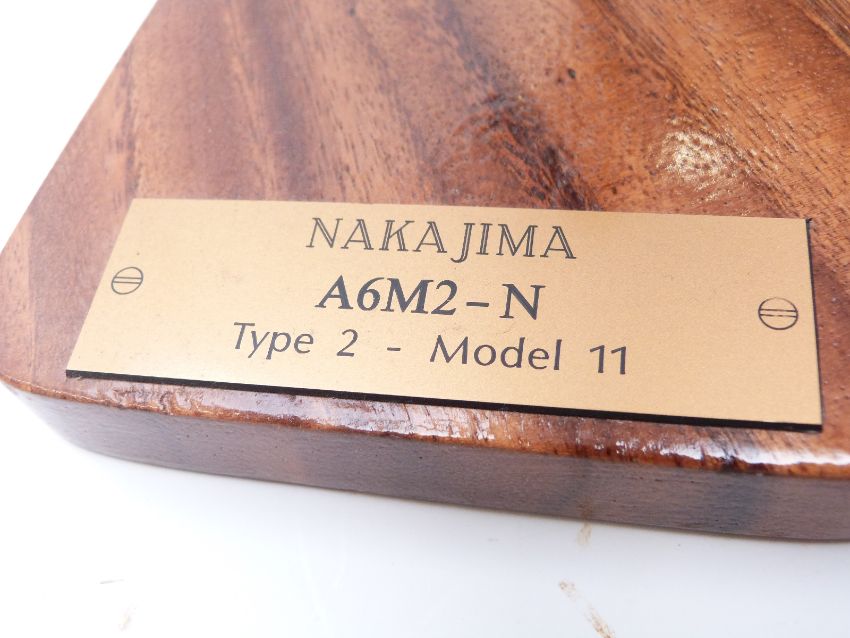 NAKAJIMA
A6M2-N
Type 2 - Model 11